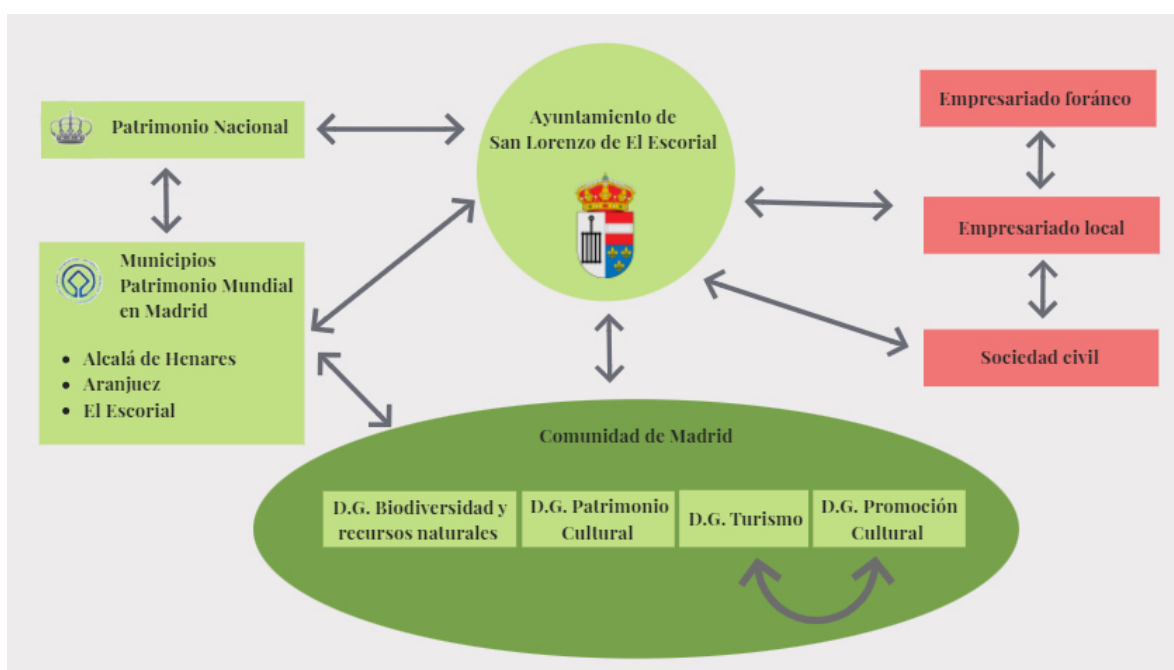 Patrimonio Nacional
Municipios
Patrimonio Mundial
en Madrid
• Alcalá de Henares
• Aranjuez
• El Escorial
Ayuntamiento de
San Lorenzo de El Escorial
Empresariado foránco
Empresariado local
Sociedad civil
Comunidad de Madrid
D.G. Biodiversidad y
recursos naturales
D.G. Patrimonio
Cultural
D.G. Turismo
D.G. Promoción
Cultural